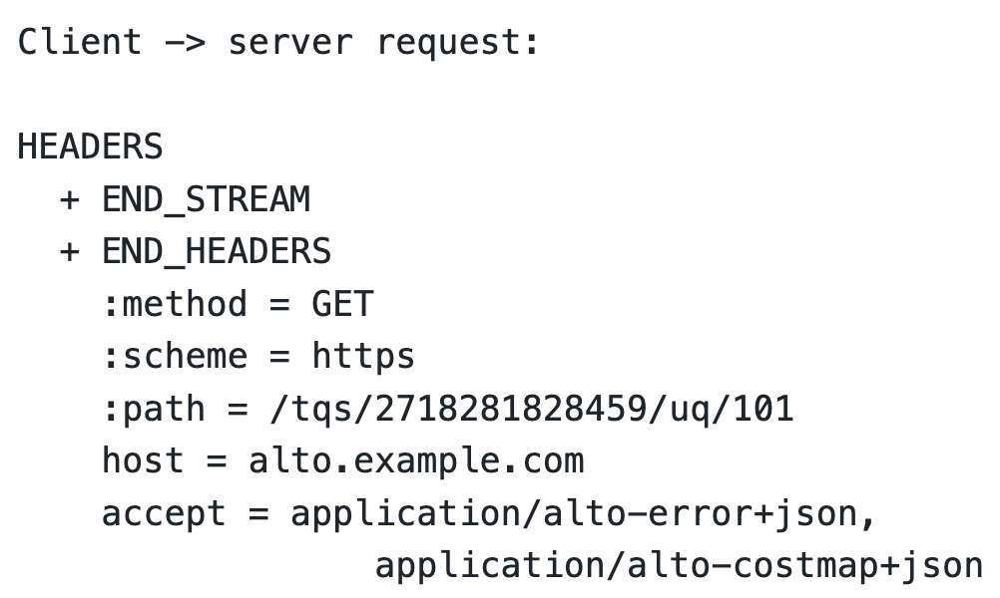 Client -> server request:

HEADERS
  + END_STREAM
  + END_HEADERS
    :method = GET
    :scheme = https
    :path = /tqs/2718281828459/uq/101
    host = alto.example.com
    accept = application/alto-error+json,
                 application/alto-costmap+json